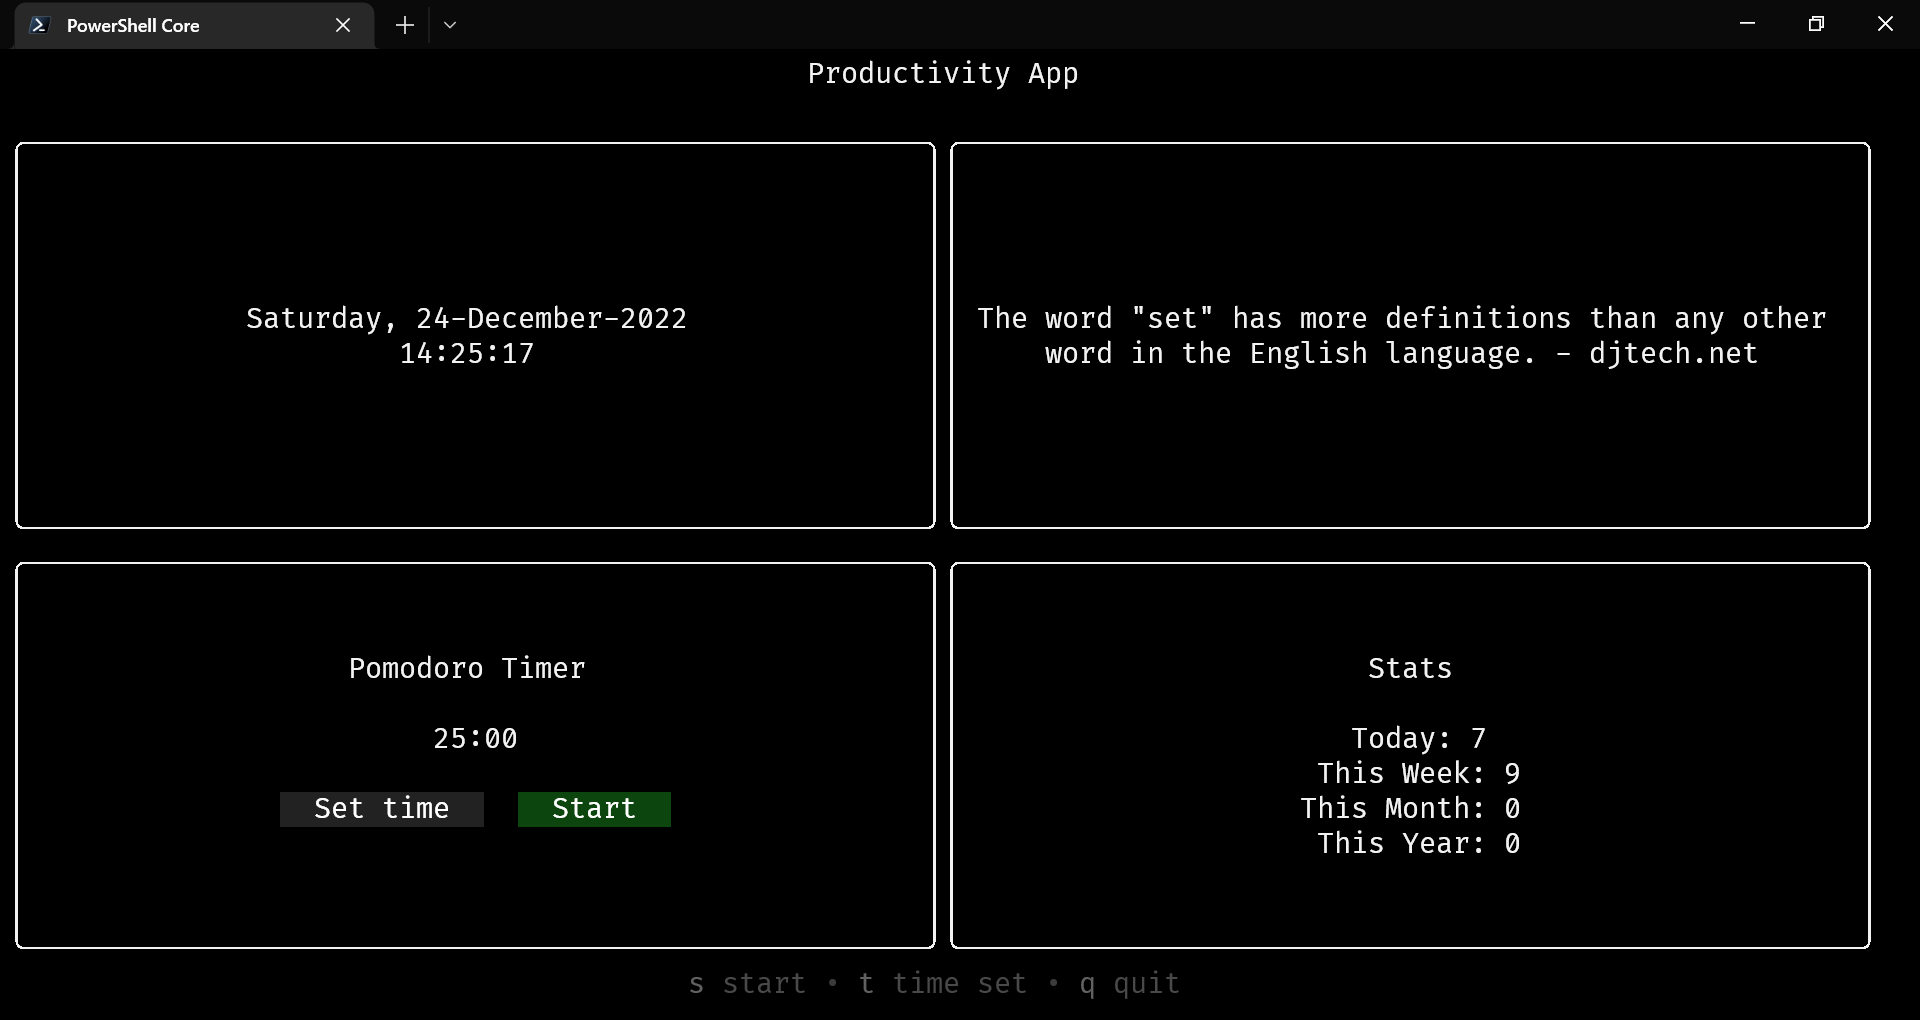 PowerShell Core
Productivity App
Saturday, 24-December-2022
14:25:17
The word "set" has more definitions than any other
word in the English language. - djtech.net
Pomodoro Timer
25:00
Set time Start
Stats
Today: 7
This Week: 9
This Month: 0
This Year: 0
s start • t time set • q quit